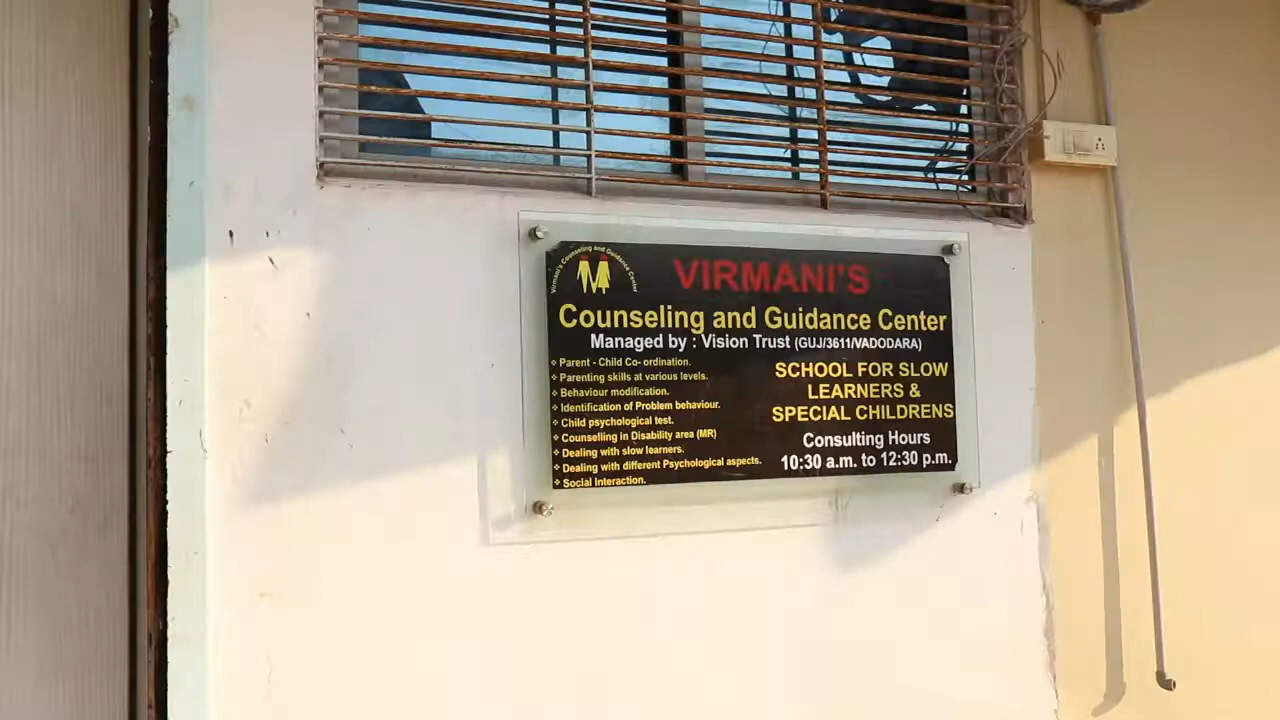 Virmani's Counseling and Guidance Center
VIRMANI'S
Counseling and Guidance Center
Managed by : Vision Trust (GUJ/3611/VADODARA)
❖ Parent - Child Co- ordination.
❖ Parenting skills at various levels.
❖ Behaviour modification.
❖ Identification of Problem behaviour.
❖ Child psychological test.
❖ Counselling in Disability area (MR)
❖ Dealing with slow learners.
❖ Dealing with different Psychological aspects.
❖ Social Interaction.
SCHOOL FOR SLOW
LEARNERS &
SPECIAL CHILDRENS
Consulting Hours
10:30 a.m. to 12:30 p.m.